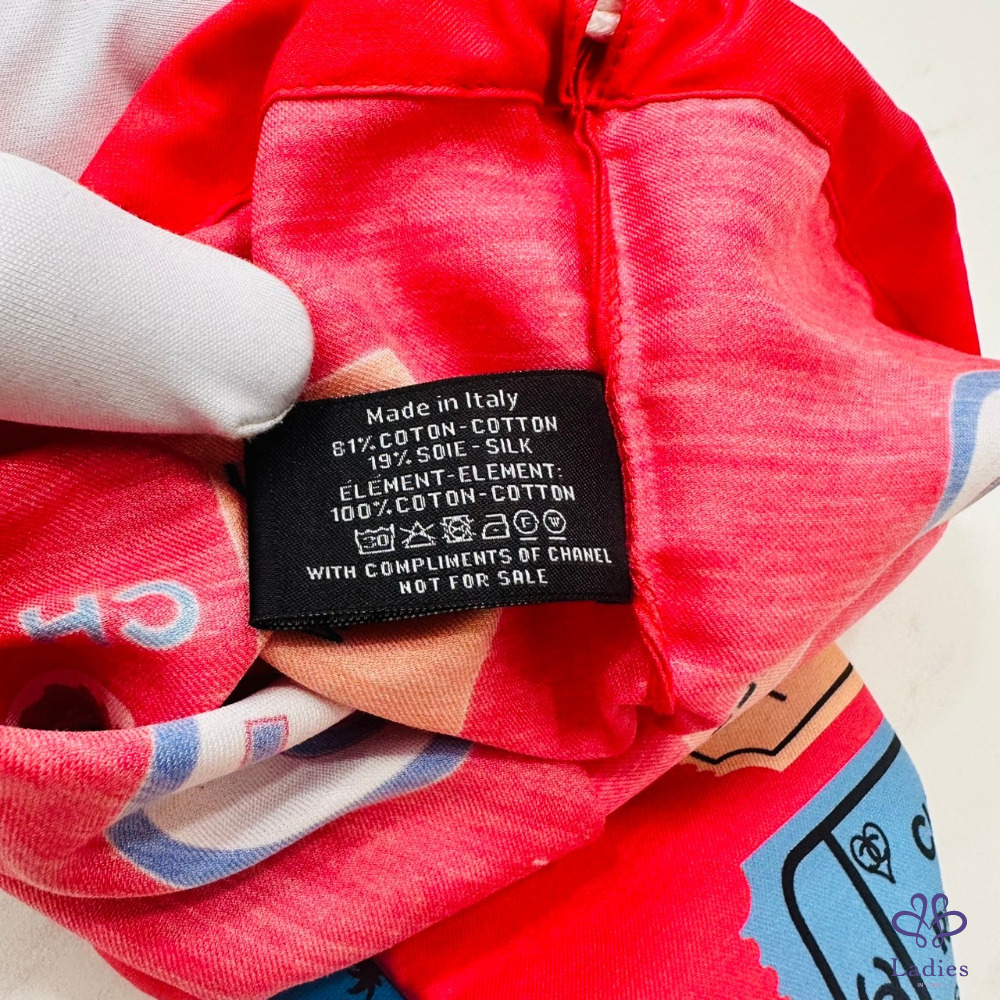 Made in Italy
81% COTON-COTTON
19% SOIE - SILK
ÉLÉMENT-ELEMENT:
100% COTON-COTTON
30
F
W
WITH COMPLIMENTS OF CHANEL
NOT FOR SALE
CH
C
Ladies